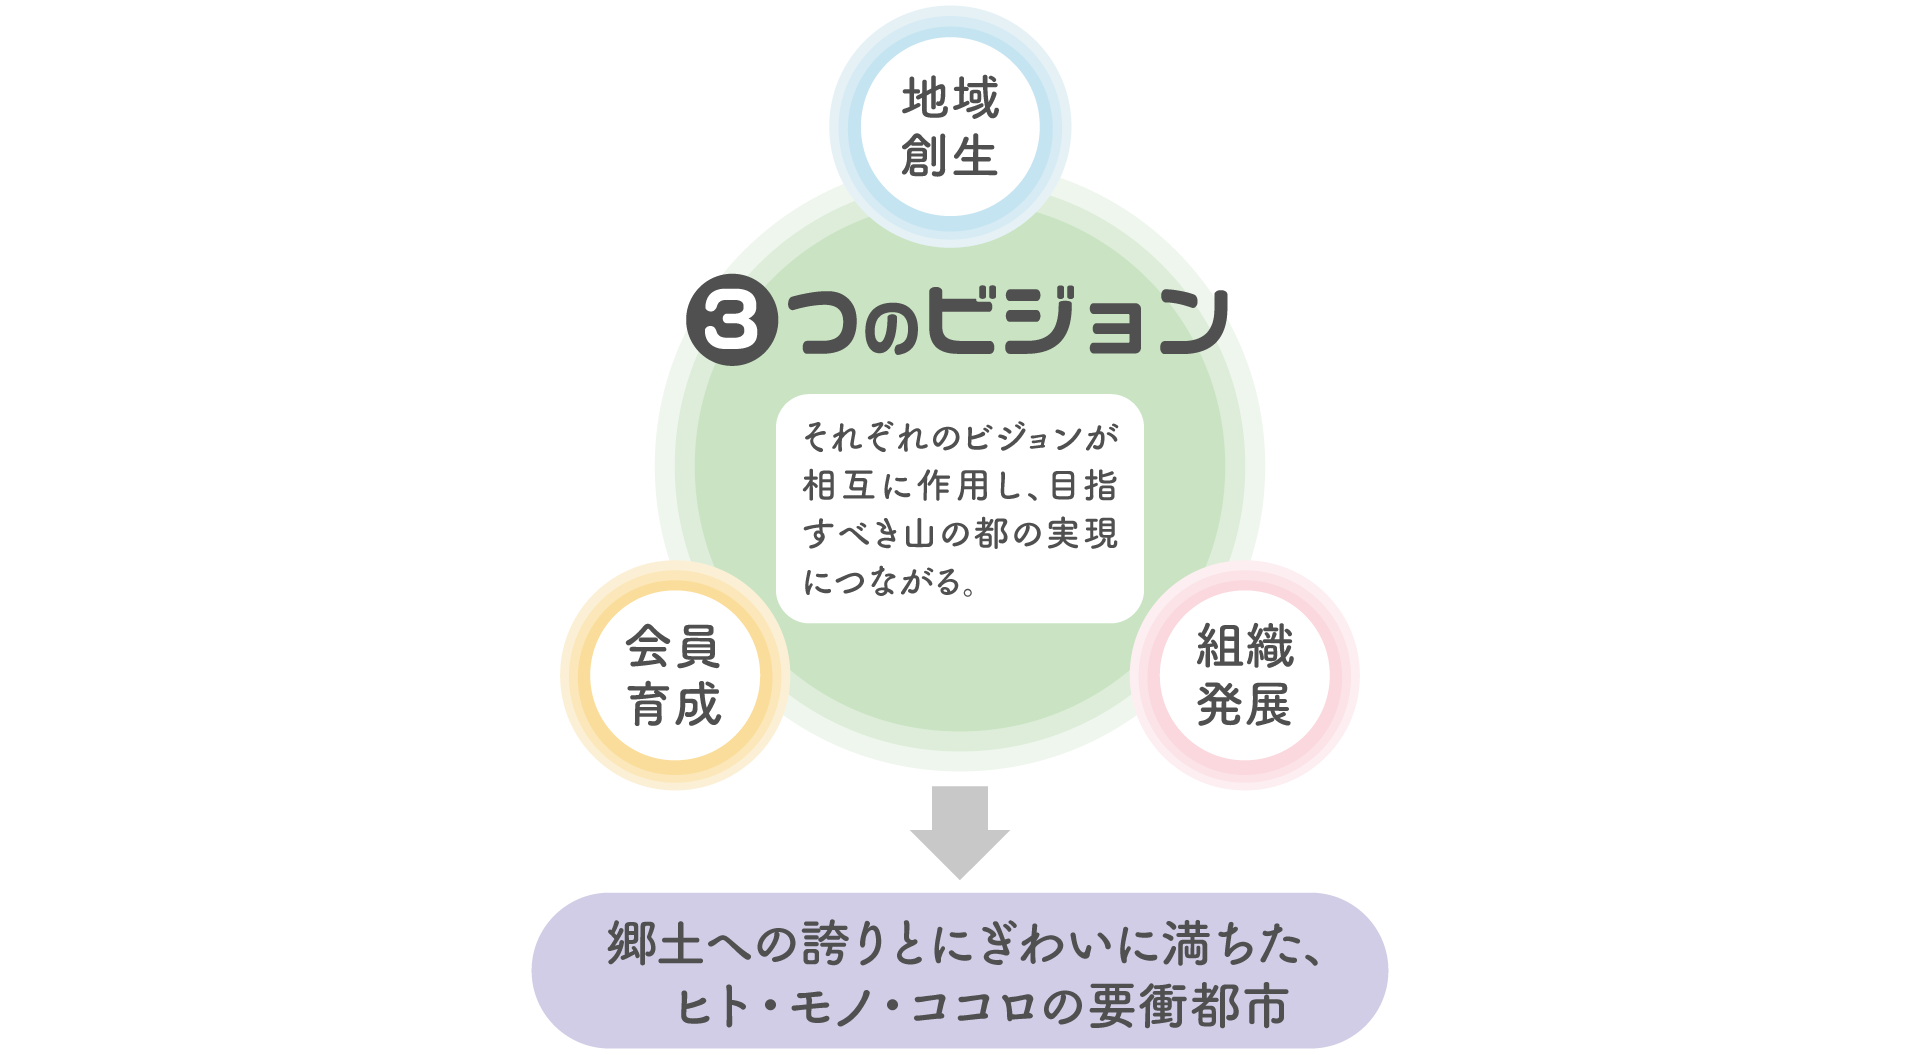 地域
創生
3つのビジョン
それぞれのビジョンが
相互に作用し、目指
すべき山の都の実現
につながる。
会員
育成
組織
発展
郷土への誇りとにぎわいに満ちた、
ヒト・モノ・ココロの要衝都市